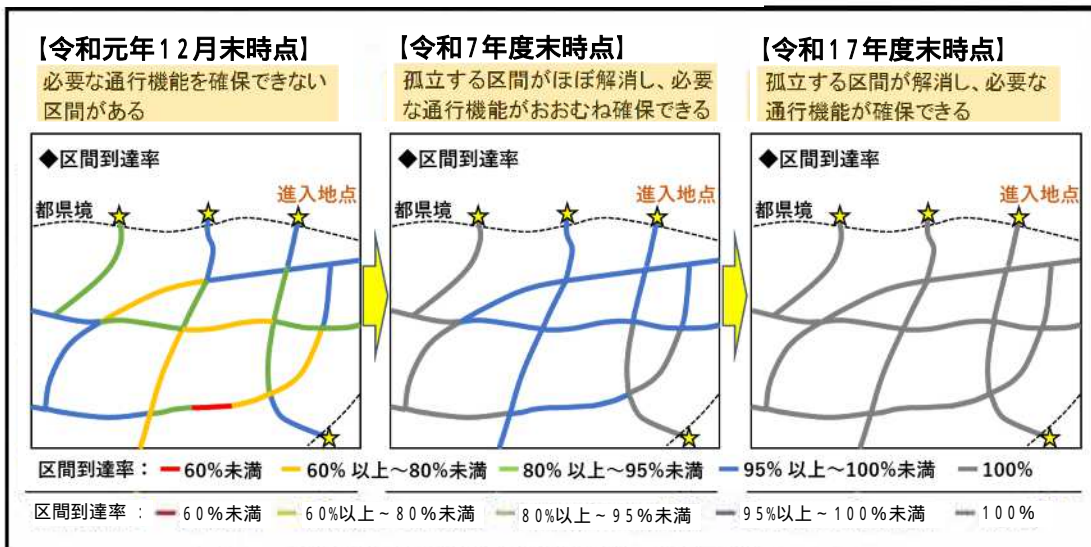 【令和元年12月末時点】
必要な通行機能を確保できない
区間がある
◆区間到達率
進入地点
都県境
【令和7年度末時点】
孤立する区間がほぼ解消し、必要
な通行機能がおおむね確保できる
◆区間到達率
進入地点
都県境
【令和17年度末時点】
孤立する区間が解消し、必要な
通行機能が確保できる
◆区間到達率
進入地点
都県境
区間到達率： 60%未満 60%以上～80%未満 80%以上～95%未満 95%以上～100%未満 100%
区間到達率： 60%未満 60%以上～80%未満 80%以上～95%未満 95%以上～100%未満 100%